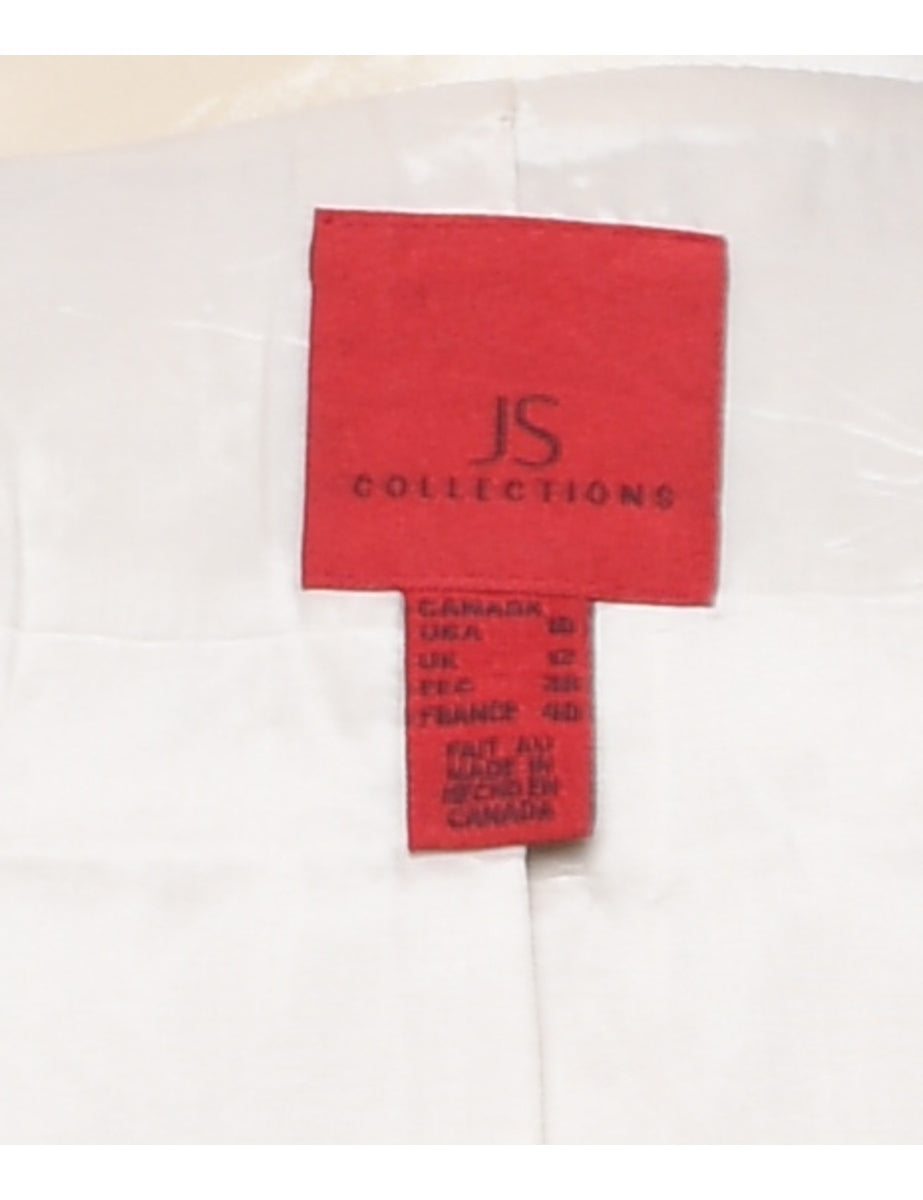 JS
COLLECTIONS
CANADA
USA 10
UK 12
EEC 38
FRANCE 40
FAIT AU
MADE IN
HECHO EN
CANADA